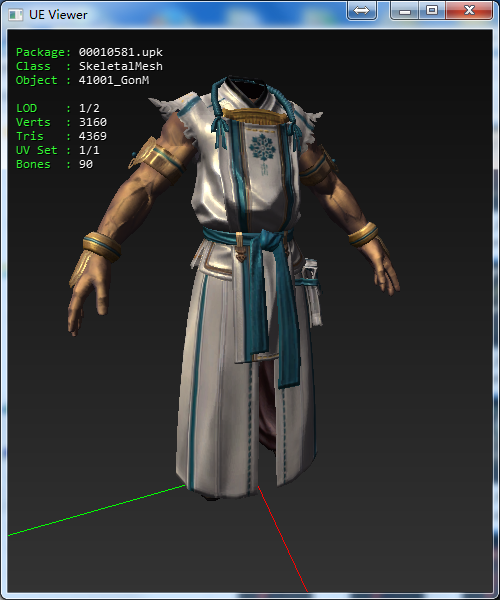 UE Viewer
Package: 00010581.upk
Class  : SkeletalMesh
Object : 41001_GonM
LOD    : 1/2
Verts  : 3160
Tris   : 4369
UV Set : 1/1
Bones  : 90